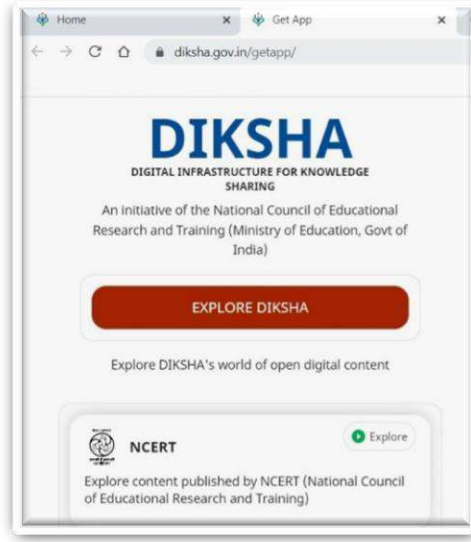 Home
Get App
diksha.gov.in/getapp/
DIKSHA
DIGITAL INFRASTRUCTURE FOR KNOWLEDGE
SHARING
An initiative of the National Council of Educational
Research and Training (Ministry of Education, Govt of
India)
EXPLORE DIKSHA
Explore DIKSHA's world of open digital content
NCERT
Explore
Explore content published by NCERT (National Council
of Educational Research and Training)